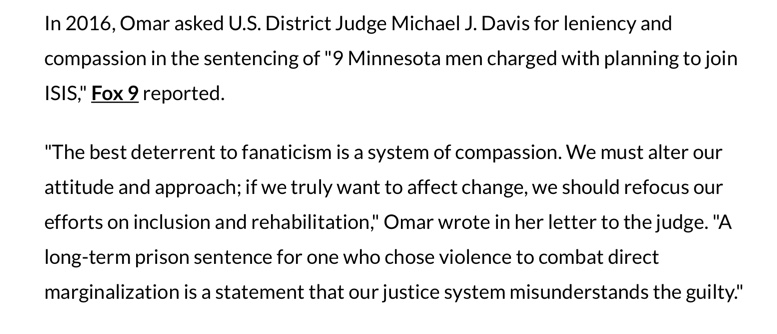 In 2016, Omar asked U.S. District Judge Michael J. Davis for leniency and
compassion in the sentencing of "9 Minnesota men charged with planning to join
ISIS," Fox 9 reported.
"The best deterrent to fanaticism is a system of compassion. We must alter our
attitude and approach; if we truly want to affect change, we should refocus our
efforts on inclusion and rehabilitation," Omar wrote in her letter to the judge. "A
long-term prison sentence for one who chose violence to combat direct
marginalization is a statement that our justice system misunderstands the guilty."